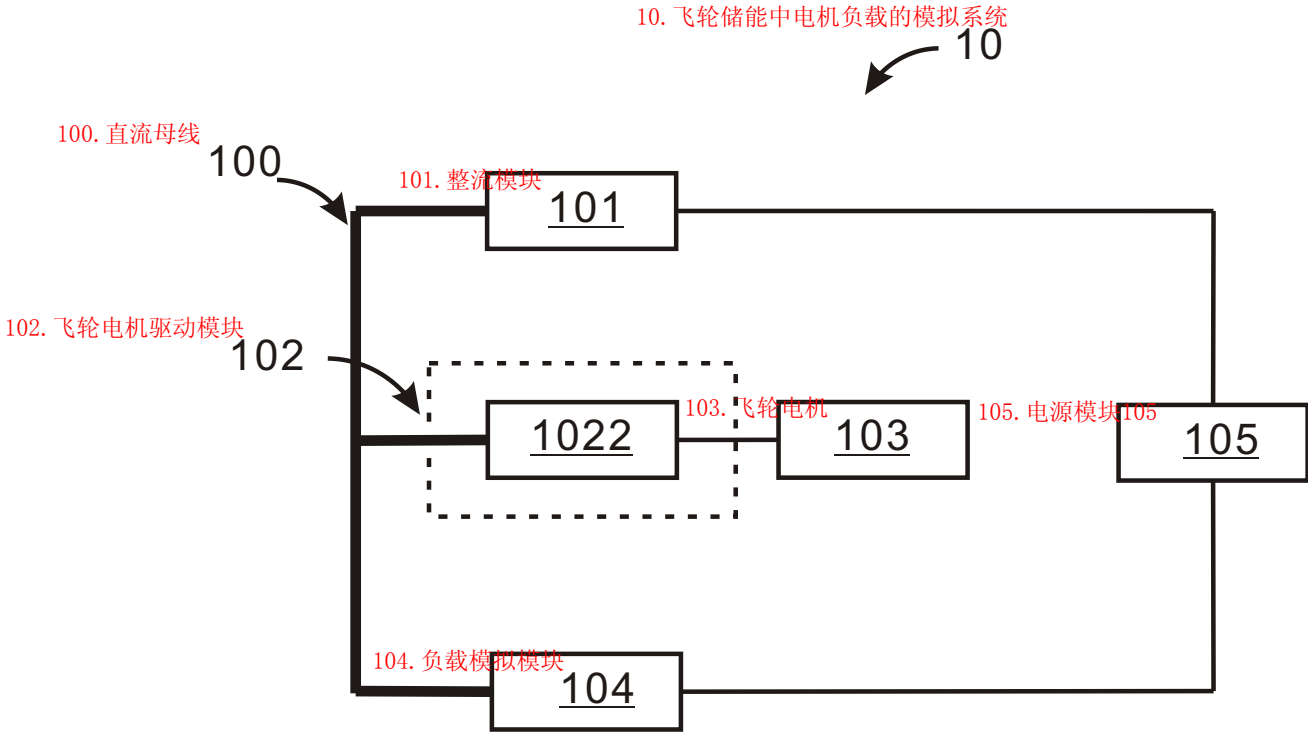 10.飞轮储能中电机负载的模拟系统
10
100.直流母线
100
101.整流模块
101
102.飞轮电机驱动模块
102
1022
103.飞轮电机
103
105.电源模块105
105
104.负载模拟模块
104